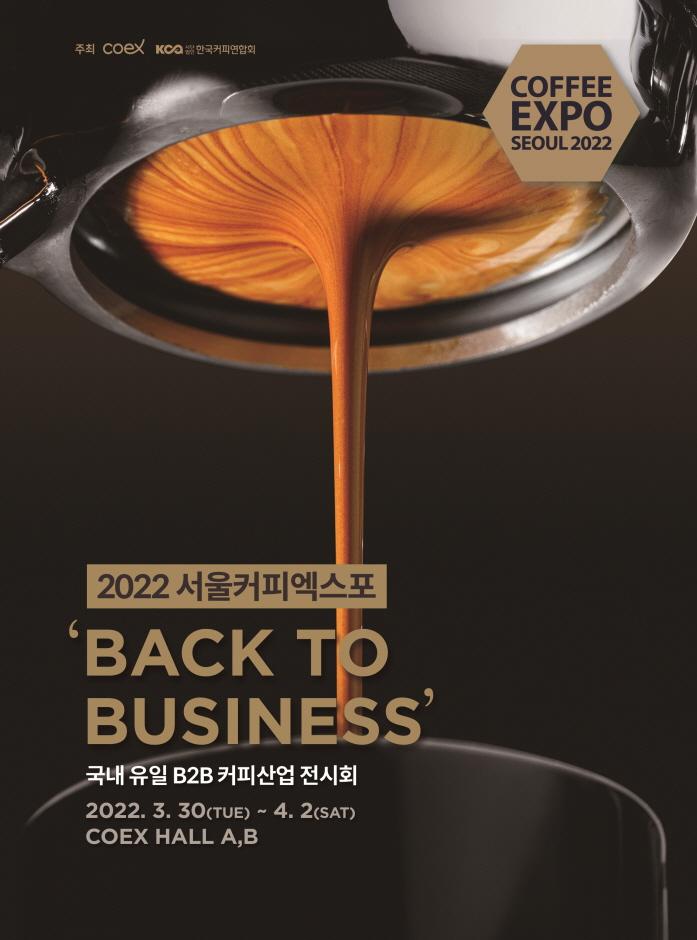 주최 coex KCA 한국커피연합회
COFFEE
EXPO
SEOUL 2022
2022 서울커피엑스포
‘BACK TO
BUSINESS’
국내 유일 B2B 커피산업 전시회
2022. 3. 30(TUE) ~ 4. 2(SAT)
COEX HALL A,B